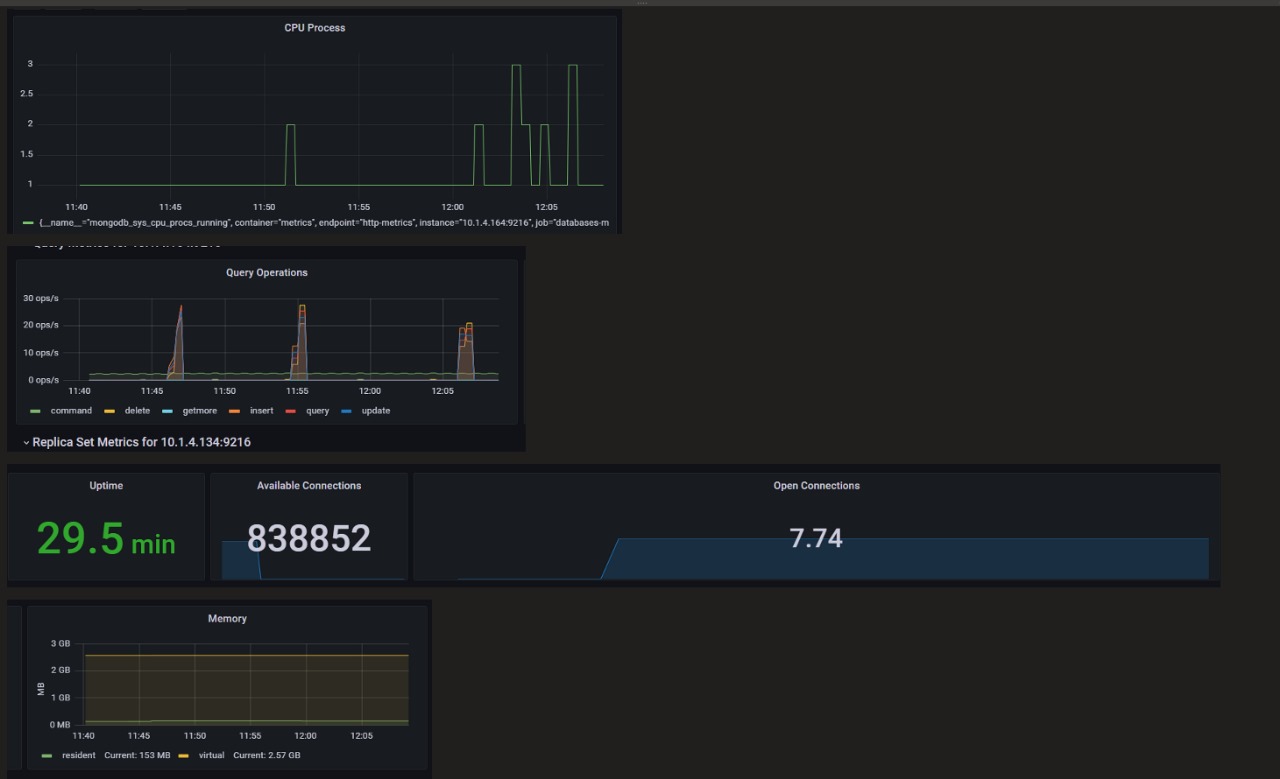 CPU Process
3
2.5
2
1.5
1
11:40 11:45 11:50 11:55 12:00 12:05
{__name__="mongodb_sys_cpu_procs_running", container="metrics", endpoint="http-metrics", instance="10.1.4.164:9216", job="databases-m
Query Operations
30 ops/s
20 ops/s
10 ops/s
0 ops/s
11:40 11:45 11:50 11:55 12:00 12:05
command delete getmore insert query update
Replica Set Metrics for 10.1.4.134:9216
Uptime Available Connections Open Connections
29.5 min 838852 7.74
Memory
3 GB
2 GB
1 GB
0 MB
MB
11:40 11:45 11:50 11:55 12:00 12:05
resident Current: 153 MB virtual Current: 2.57 GB